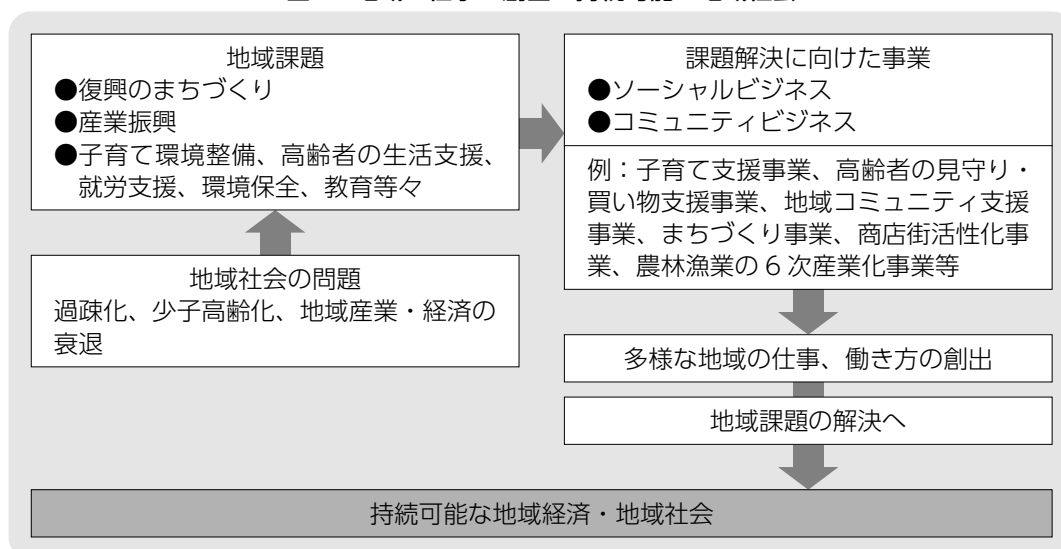 地域課題
●復興のまちづくり
●産業振興
●子育て環境整備、高齢者の生活支援、
就労支援、環境保全、教育等々
地域社会の問題
過疎化、少子高齢化、地域産業・経済の
衰退
課題解決に向けた事業
●ソーシャルビジネス
●コミュニティビジネス
例：子育て支援事業、高齢者の見守り・
買い物支援事業、地域コミュニティ支援
事業、まちづくり事業、商店街活性化事
業、農林漁業の6次産業化事業等
多様な地域の仕事、働き方の創出
地域課題の解決へ
持続可能な地域経済・地域社会